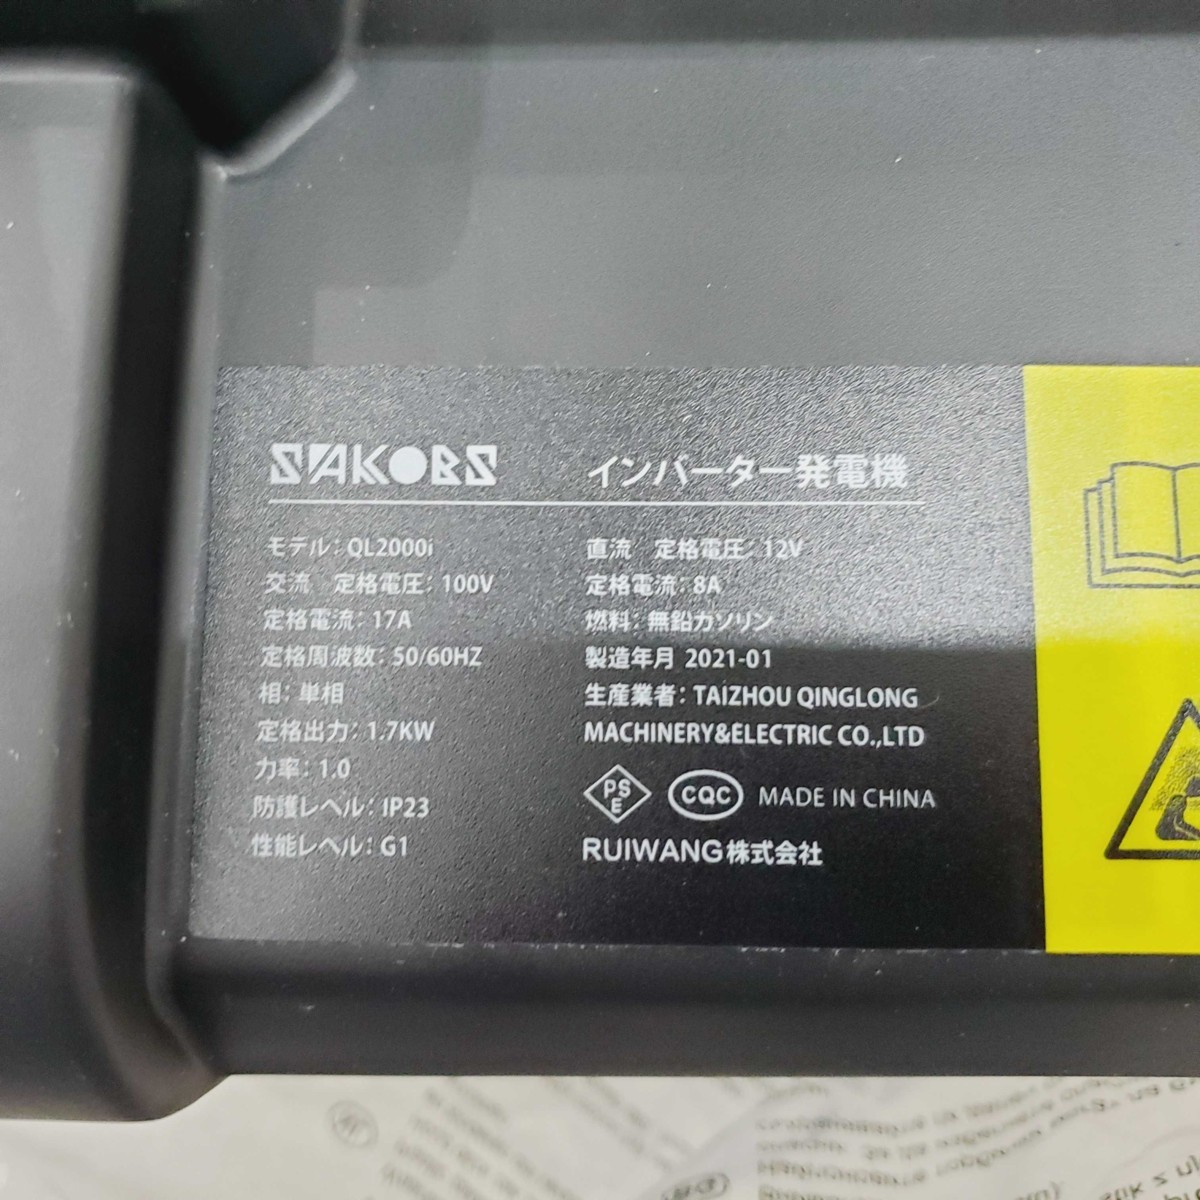 SAKOBS
インバーター発電機
モデル: QL2000i
交流 定格電圧: 100V
定格電流: 17A
定格周波数: 50/60HZ
相: 単相
定格出力: 1.7KW
力率: 1.0
防護レベル: IP23
性能レベル: G1
直流 定格電圧: 12V
定格電流: 8A
燃料: 無鉛ガソリン
製造年月 2021-01
生産業者: TAIZHOU QINGLONG
MACHINERY&ELECTRIC CO.,LTD
PS
E
CQC
MADE IN CHINA
RUIWANG株式会社